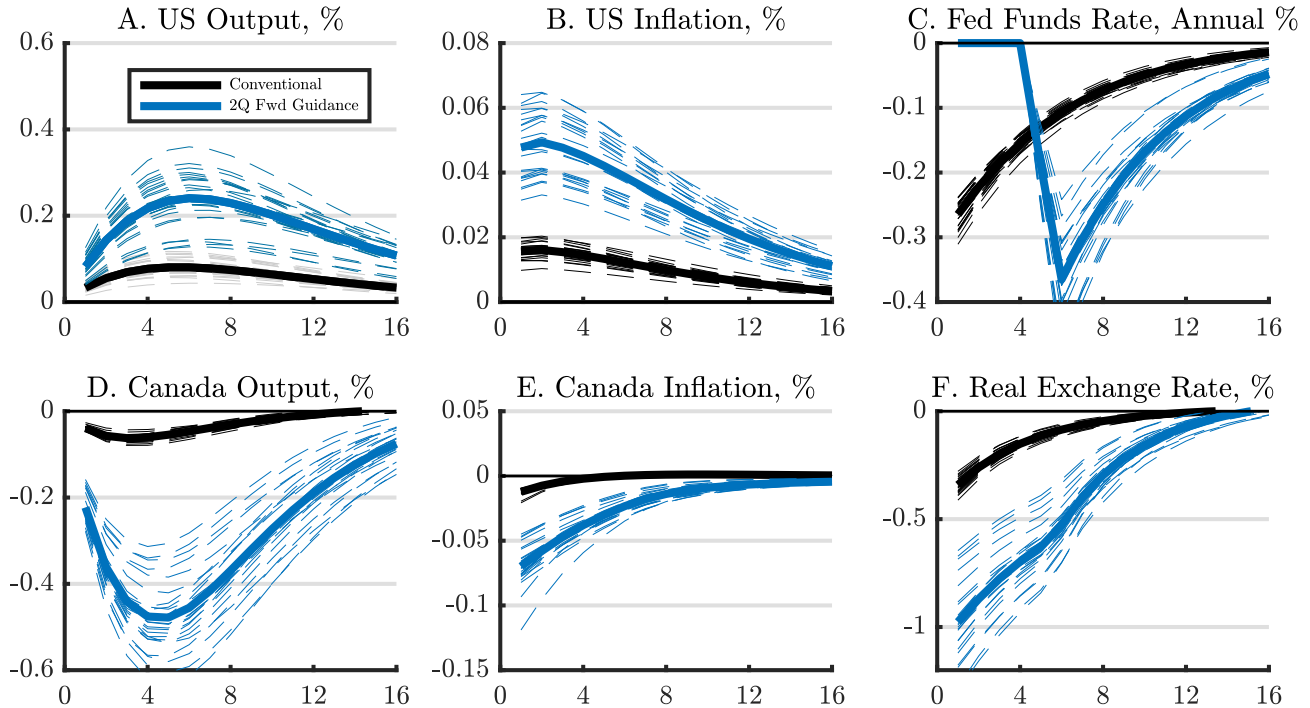 A. US Output, %
0.6
0.4
0.2
0
0 4 8 12 16
Conventional
2Q Fwd Guidance
B. US Inflation, %
0.08
0.06
0.04
0.02
0
0 4 8 12 16
C. Fed Funds Rate, Annual %
0
-0.1
-0.2
-0.3
-0.4
0 4 8 12 16
D. Canada Output, %
0
-0.2
-0.4
-0.6
0 4 8 12 16
E. Canada Inflation, %
0.05
0
-0.05
-0.1
-0.15
0 4 8 12 16
F. Real Exchange Rate, %
0
-0.5
-1
0 4 8 12 16